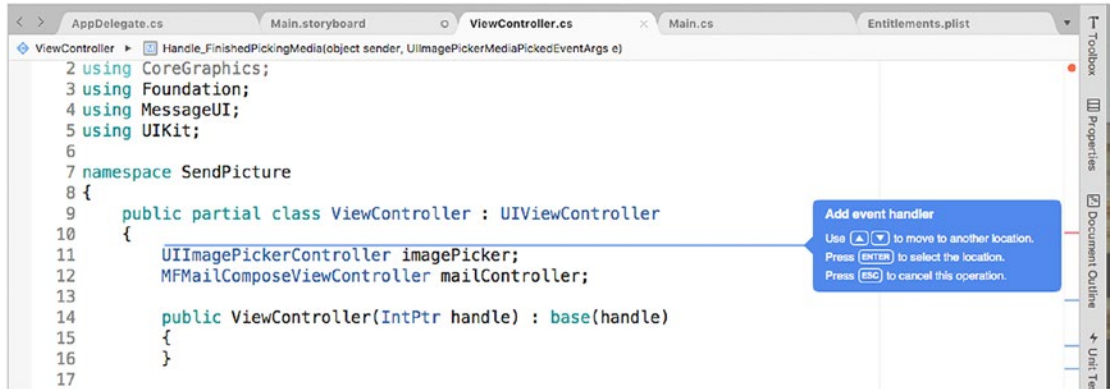 AppDelegate.cs Main.storyboard ViewController.cs Main.cs Entitlements.plist
ViewController Handle_FinishedPickingMedia(object sender, UIImagePickerMediaPickedEventArgs e)
2 using CoreGraphics;
3 using Foundation;
4 using MessageUI;
5 using UIKit;
6
7 namespace SendPicture
8 {
9 public partial class ViewController : UIViewController
10 {
11 UIImagePickerController imagePicker;
12 MFMailComposeViewController mailController;
13
14 public ViewController(IntPtr handle) : base(handle)
15 {
16 }
17
Add event handler
Use ▲ ▼ to move to another location.
Press ENTER to select the location.
Press ESC to cancel this operation.
Toolbox
Properties
Document Outline
Unit Te